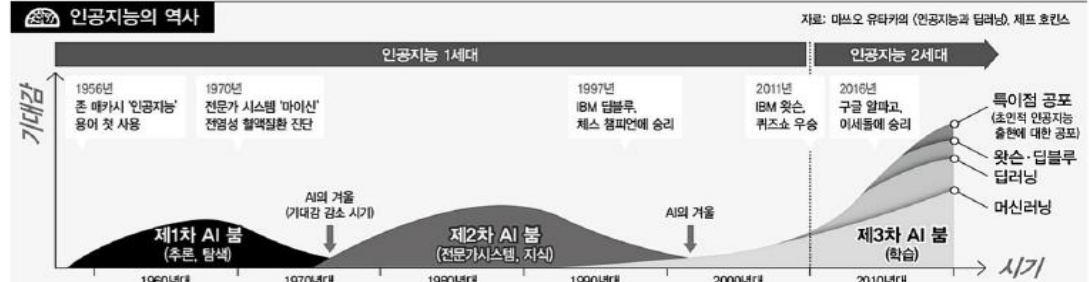 인공지능의 역사
자료: 마쓰오 유타카의 〈인공지능과 딥러닝〉, 제프 호킨스
인공지능 1세대
인공지능 2세대
기대감
1956년
존 매카시 '인공지능'
용어 첫 사용
1970년
전문가 시스템 '마이신'
전염성 혈액질환 진단
1997년
IBM 딥블루,
체스 챔피언에 승리
2011년
IBM 왓슨,
퀴즈쇼 우승
2016년
구글 알파고,
이세돌에 승리
특이점 공포
(초인적 인공지능
출현에 대한 공포)
왓슨·딥블루
딥러닝
머신러닝
AI의 겨울
(기대감 감소 시기)
AI의 겨울
제1차 AI 붐
(추론, 탐색)
제2차 AI 붐
(전문가시스템, 지식)
제3차 AI 붐
(학습)
시기
1960년대
1970년대
1980년대
1990년대
2000년대
2010년대